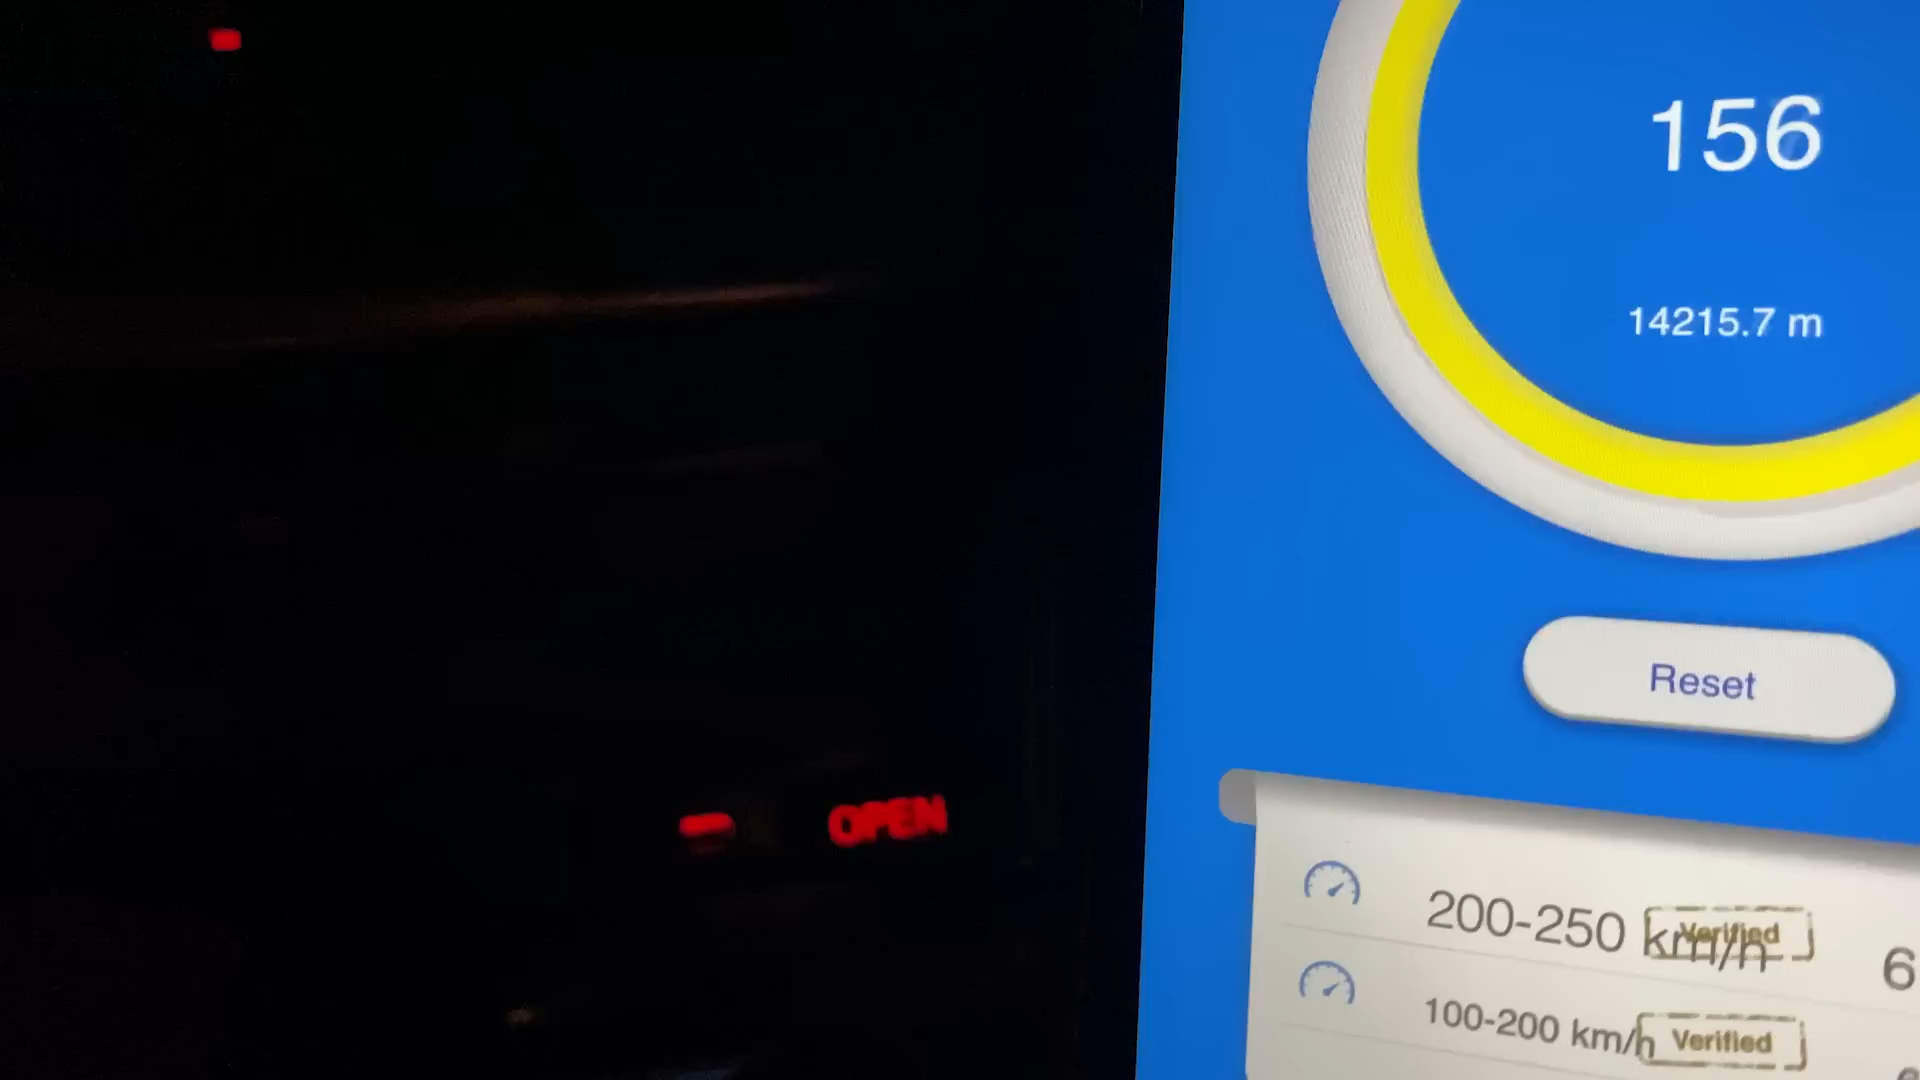 156
14215.7 m
Reset
OPEN
200-250 km/h Verified 6
100-200 km/h Verified